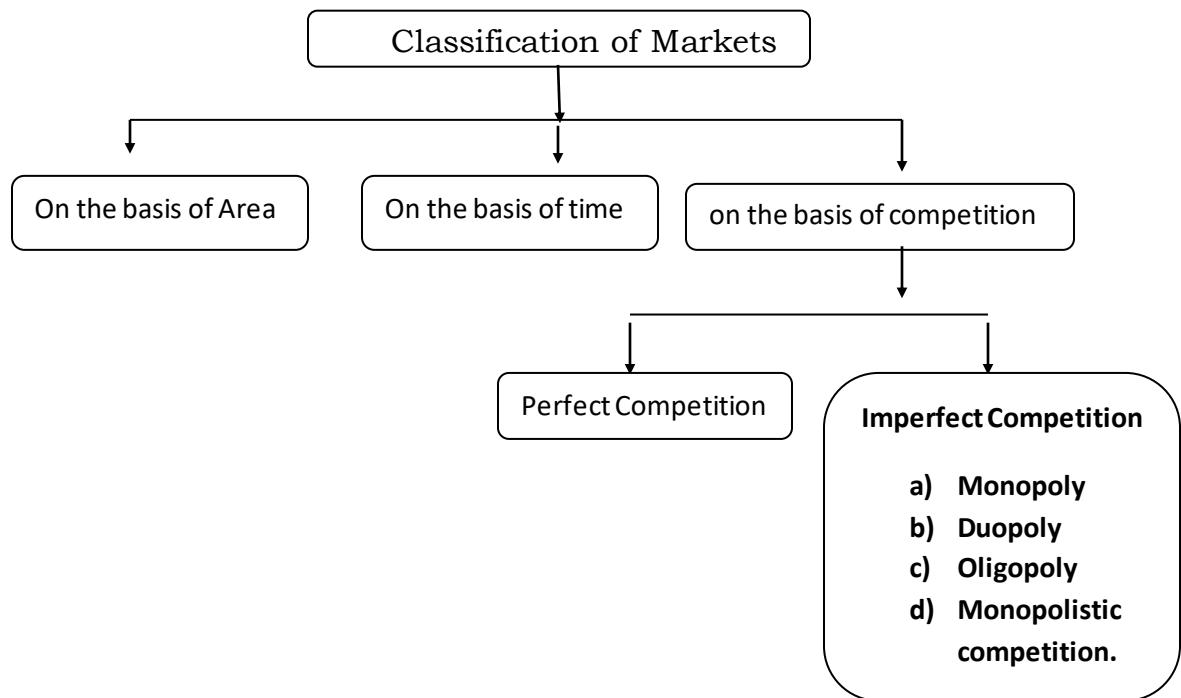 Classification of Markets
On the basis of Area
On the basis of time
on the basis of competition
Perfect Competition
Imperfect Competition
a) Monopoly
b) Duopoly
c) Oligopoly
d) Monopolistic
competition.